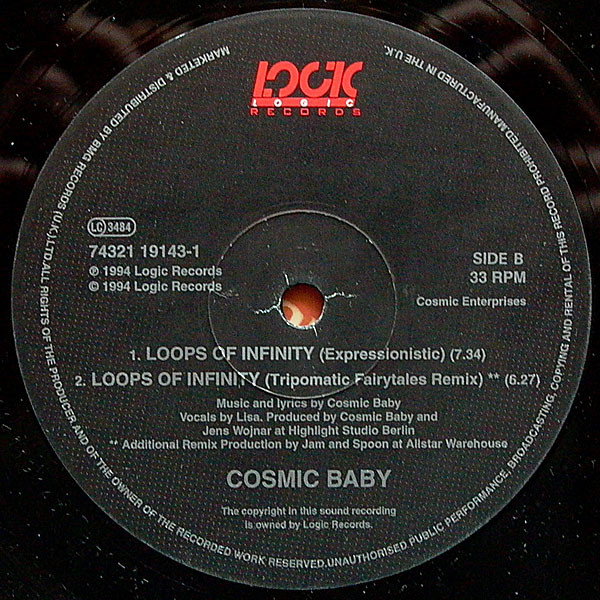 LOGIC
LOGIC
RECORDS
LC 3484
74321 19143-1
℗ 1994 Logic Records
© 1994 Logic Records
SIDE B
33 RPM
Cosmic Enterprises
1. LOOPS OF INFINITY (Expressionistic) (7.34)
2. LOOPS OF INFINITY (Tripomatic Fairytales Remix) ** (6.27)
Music and lyrics by Cosmic Baby
Vocals by Lisa. Produced by Cosmic Baby and
Jens Wojnar at Highlight Studio Berlin
** Additional Remix Production by Jam and Spoon at Allstar Warehouse
COSMIC BABY
The copyright in this sound recording
is owned by Logic Records.
MARKETED & DISTRIBUTED BY BMG RECORDS (U.K.) LTD. ALL RIGHTS OF THE PRODUCER AND OF THE OWNER OF THE RECORDED WORK RESERVED. UNAUTHORISED PUBLIC PERFORMANCE, BROADCASTING, COPYING AND RENTAL OF THIS RECORD PROHIBITED. MANUFACTURED IN THE U.K.